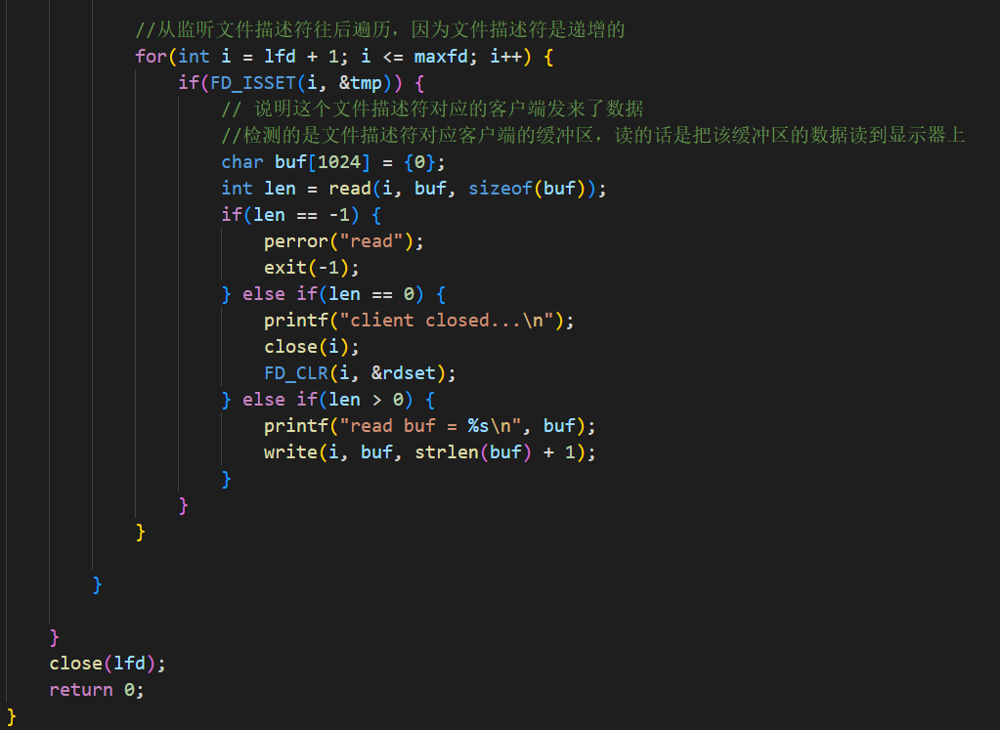 //从监听文件描述符往后遍历，因为文件描述符是递增的
for(int i = lfd + 1; i <= maxfd; i++) {
if(FD_ISSET(i, &tmp)) {
// 说明这个文件描述符对应的客户端发来了数据
//检测的是文件描述符对应客户端的缓冲区，读的话是把该缓冲区的数据读到显示器上
char buf[1024] = {0};
int len = read(i, buf, sizeof(buf));
if(len == -1) {
perror("read");
exit(-1);
} else if(len == 0) {
printf("client closed...\n");
close(i);
FD_CLR(i, &rdset);
} else if(len > 0) {
printf("read buf = %s\n", buf);
write(i, buf, strlen(buf) + 1);
}
}
}
}
}
close(lfd);
return 0;
}